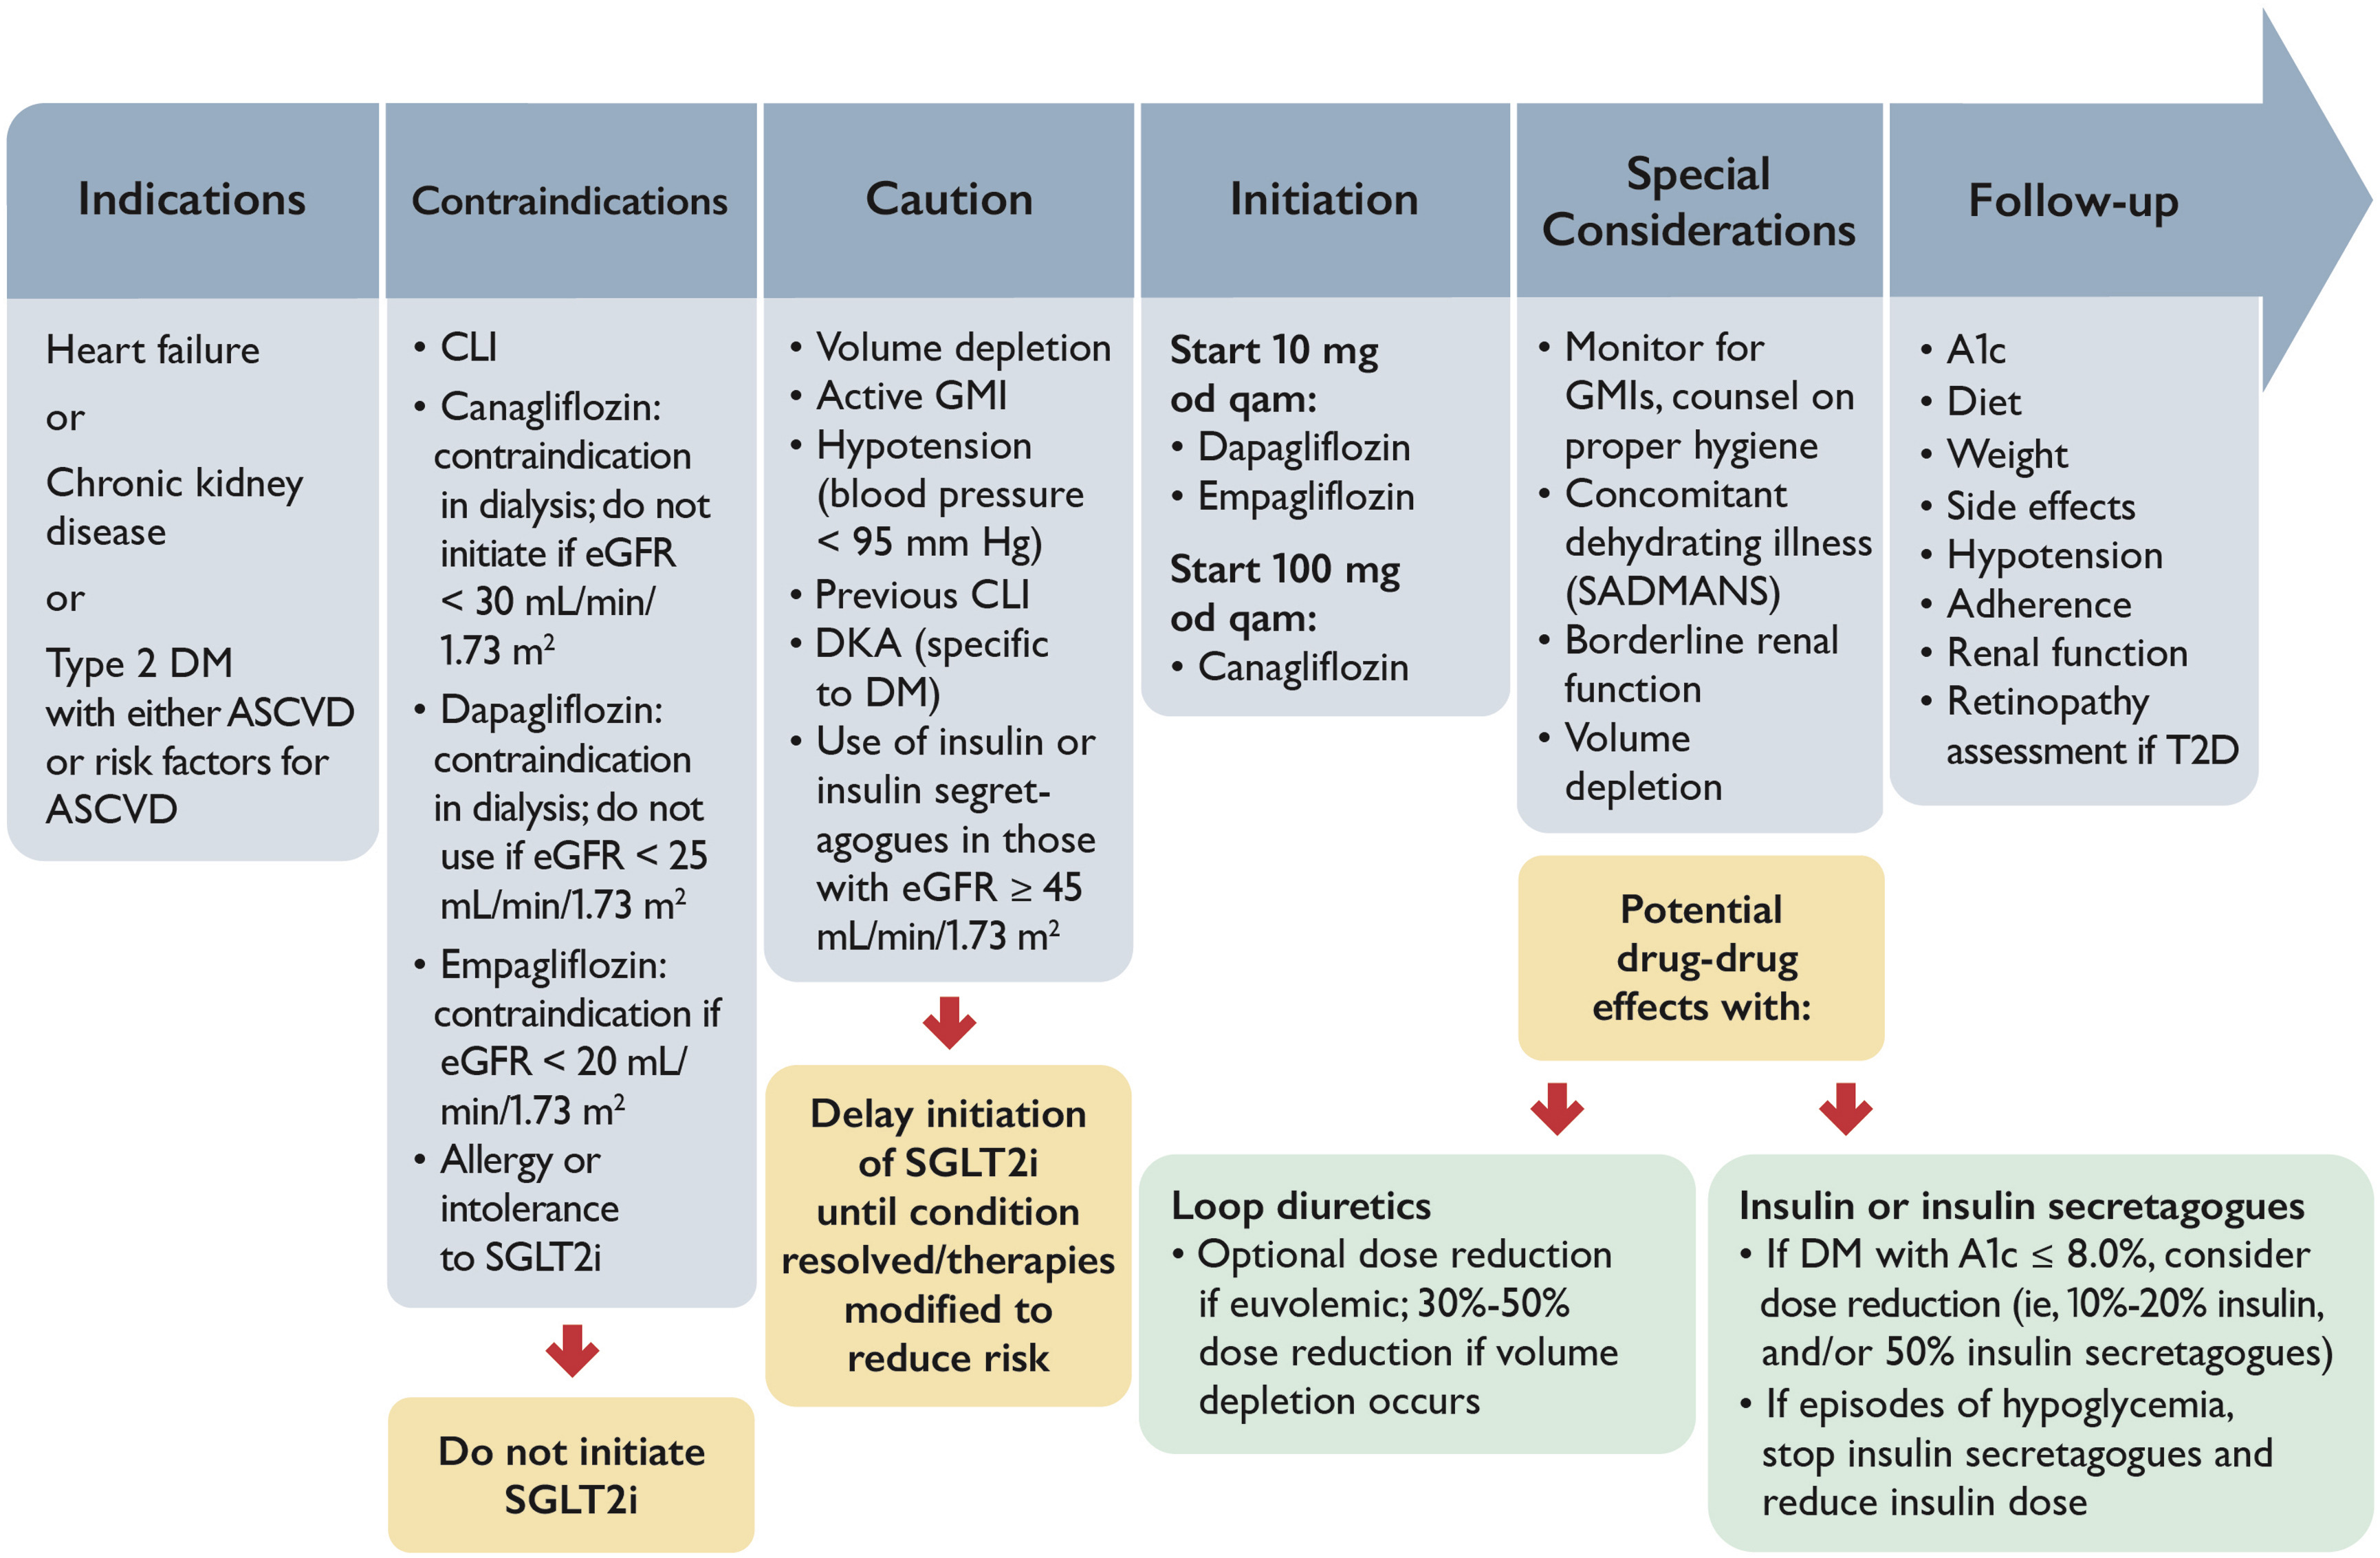 Indications
Heart failure
or
Chronic kidney
disease
or
Type 2 DM
with either ASCVD
or risk factors for
ASCVD
Contraindications
• CLI
• Canagliflozin:
contraindication
in dialysis; do not
initiate if eGFR
< 30 mL/min/
1.73 m²
• Dapagliflozin:
contraindication
in dialysis; do not
use if eGFR < 25
mL/min/1.73 m²
• Empagliflozin:
contraindication if
eGFR < 20 mL/
min/1.73 m²
• Allergy or
intolerance
to SGLT2i
Do not initiate
SGLT2i
Caution
• Volume depletion
• Active GMI
• Hypotension
(blood pressure
< 95 mm Hg)
• Previous CLI
• DKA (specific
to DM)
• Use of insulin or
insulin segret-
agogues in those
with eGFR ≥ 45
mL/min/1.73 m²
Delay initiation
of SGLT2i
until condition
resolved/therapies
modified to
reduce risk
Initiation
Start 10 mg
od qam:
• Dapagliflozin
• Empagliflozin
Start 100 mg
od qam:
• Canagliflozin
Special
Considerations
• Monitor for
GMIs, counsel on
proper hygiene
• Concomitant
dehydrating illness
(SADMANS)
• Borderline renal
function
• Volume
depletion
Potential
drug-drug
effects with:
Loop diuretics
• Optional dose reduction
if euvolemic; 30%-50%
dose reduction if volume
depletion occurs
Insulin or insulin secretagogues
• If DM with A1c ≤ 8.0%, consider
dose reduction (ie, 10%-20% insulin,
and/or 50% insulin secretagogues)
• If episodes of hypoglycemia,
stop insulin secretagogues and
reduce insulin dose
Follow-up
• A1c
• Diet
• Weight
• Side effects
• Hypotension
• Adherence
• Renal function
• Retinopathy
assessment if T2D